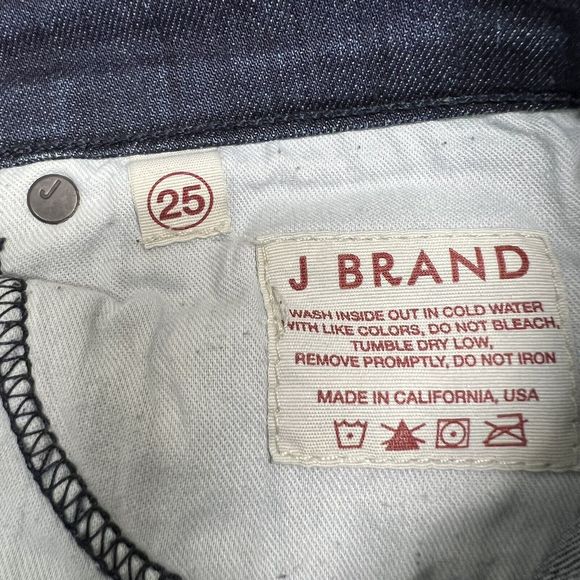 J
25
J BRAND
WASH INSIDE OUT IN COLD WATER
WITH LIKE COLORS, DO NOT BLEACH,
TUMBLE DRY LOW,
REMOVE PROMPTLY, DO NOT IRON
MADE IN CALIFORNIA, USA